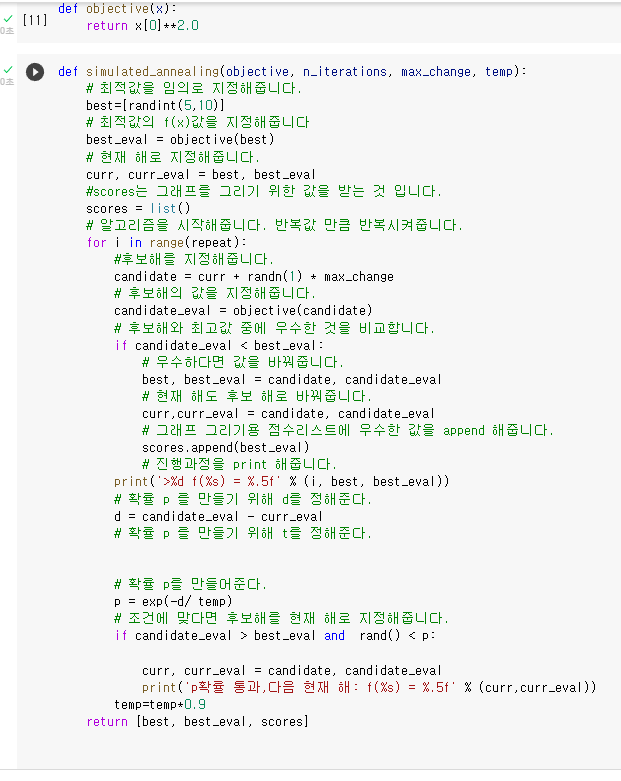 def objective(x):
[11]
return x[0]**2.0
0초
0초
def simulated_annealing(objective, n_iterations, max_change, temp):
# 최적값을 임의로 지정해줍니다.
best=[randint(5,10)]
# 최적값의 f(x)값을 지정해줍니다
best_eval = objective(best)
# 현재 해로 지정해줍니다.
curr, curr_eval = best, best_eval
#scores는 그래프를 그리기 위한 값을 받는 것 입니다.
scores = list()
# 알고리즘을 시작해줍니다. 반복값 만큼 반복시켜줍니다.
for i in range(repeat):
#후보해를 지정해줍니다.
candidate = curr + randn(1) * max_change
# 후보해의 값을 지정해줍니다.
candidate_eval = objective(candidate)
# 후보해와 최고값 중에 우수한 것을 비교합니다.
if candidate_eval < best_eval:
# 우수하다면 값을 바꿔줍니다.
best, best_eval = candidate, candidate_eval
# 현재 해도 후보 해로 바꿔줍니다.
curr,curr_eval = candidate, candidate_eval
# 그래프 그리기용 점수리스트에 우수한 값을 append 해줍니다.
scores.append(best_eval)
# 진행과정을 print 해줍니다.
print('>%d f(%s) = %.5f' % (i, best, best_eval))
# 확률 p 를 만들기 위해 d를 정해준다.
d = candidate_eval - curr_eval
# 확률 p 를 만들기 위해 t를 정해준다.
# 확률 p를 만들어준다.
p = exp(-d/ temp)
# 조건에 맞다면 후보해를 현재 해로 지정해줍니다.
if candidate_eval > best_eval and rand() < p:
curr, curr_eval = candidate, candidate_eval
print('p확률 통과,다음 현재 해: f(%s) = %.5f' % (curr,curr_eval))
temp=temp*0.9
return [best, best_eval, scores]